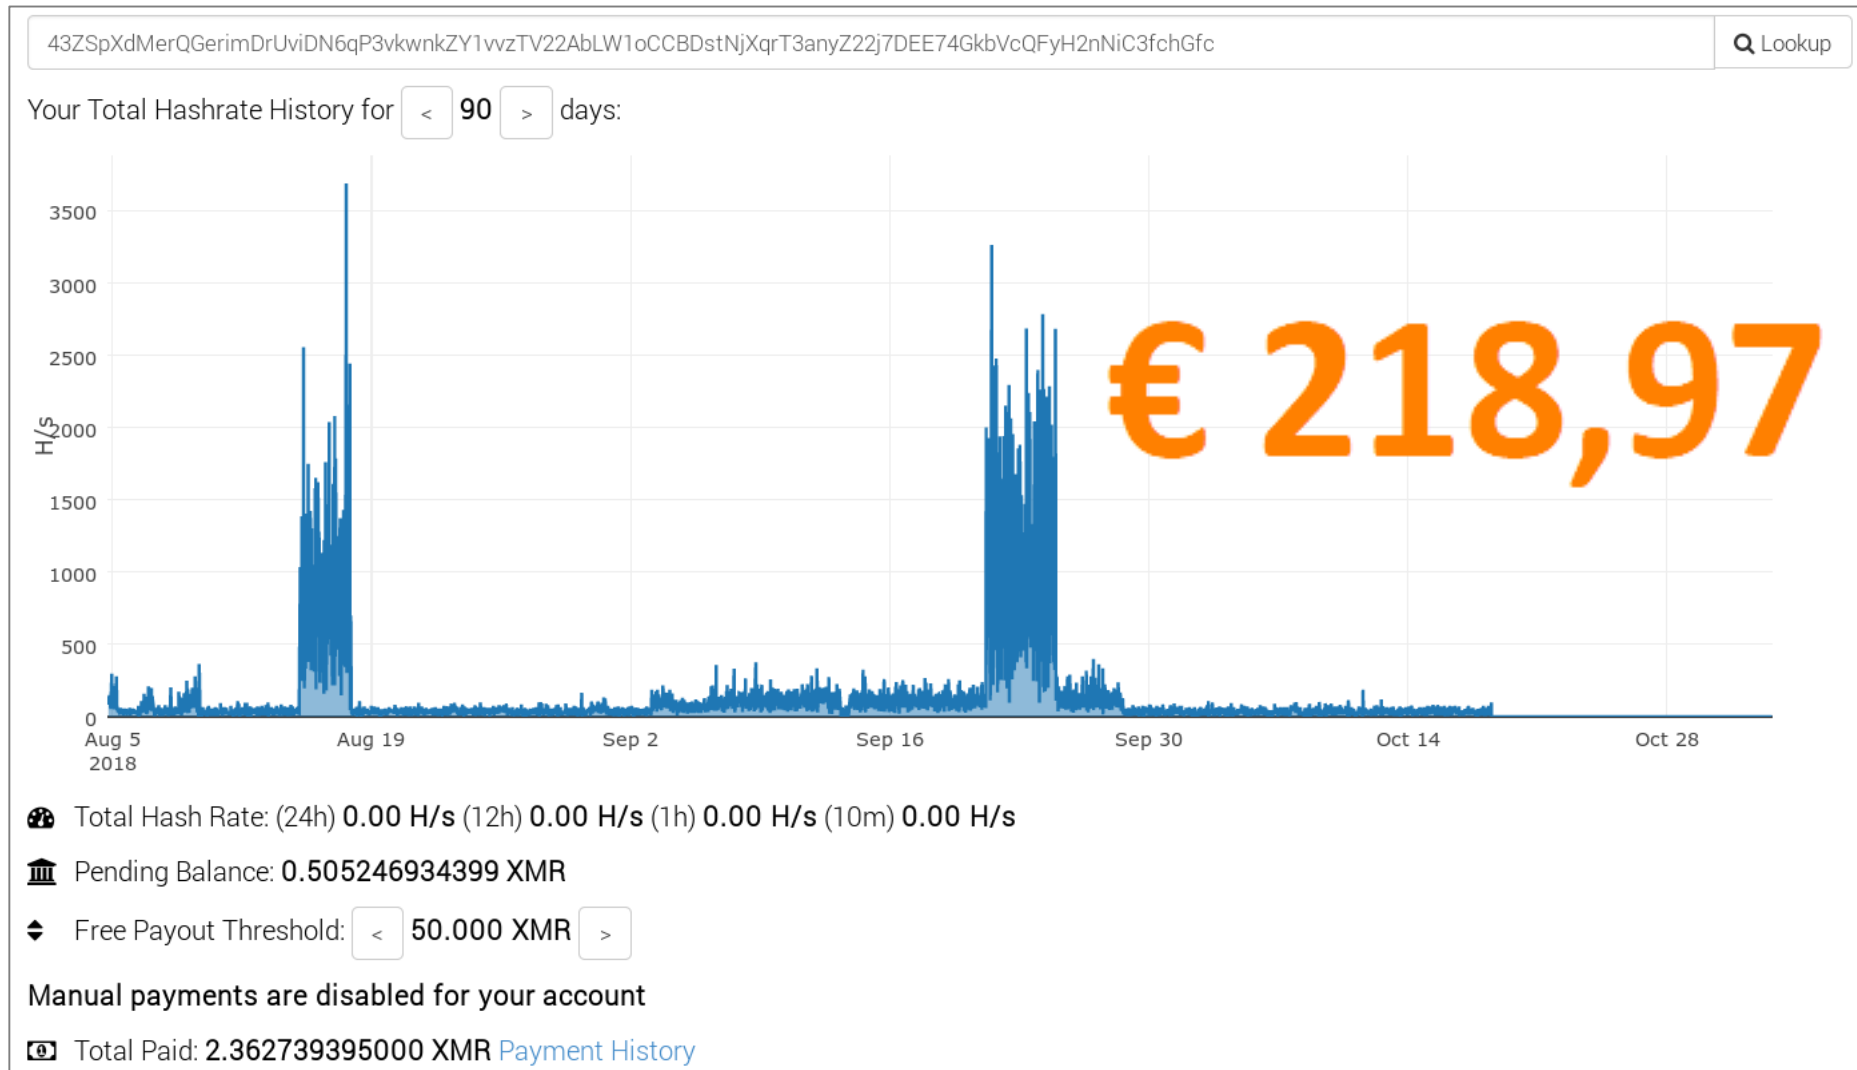 43ZSpXdMerQGerimDrUviDN6qP3vkwnkZY1vvzTV22AbLW1oCCBDstNjXqrT3anyZ22j7DEE74GkbVcQFyH2nNiC3fchGfc Lookup
Your Total Hashrate History for < 90 > days:
3500
3000
2500
2000
1500
1000
500
0
H/s
€ 218,97
Aug 5 Aug 19 Sep 2 Sep 16 Sep 30 Oct 14 Oct 28
2018
Total Hash Rate: (24h) 0.00 H/s (12h) 0.00 H/s (1h) 0.00 H/s (10m) 0.00 H/s
Pending Balance: 0.505246934399 XMR
Free Payout Threshold: < 50.000 XMR >
Manual payments are disabled for your account
Total Paid: 2.362739395000 XMR Payment History